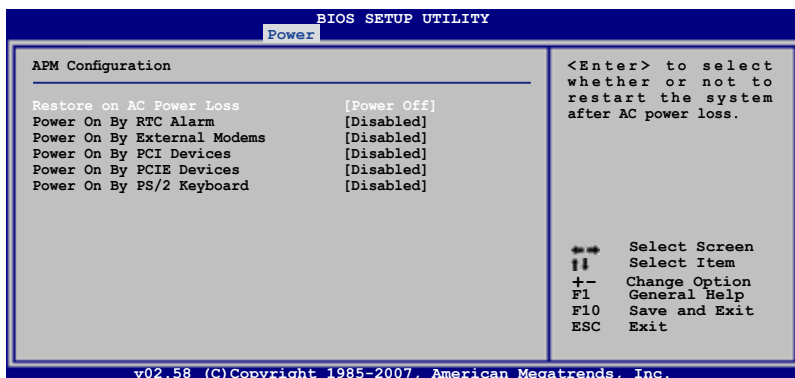 BIOS SETUP UTILITY
Power
APM Configuration
Restore on AC Power Loss [Power Off]
Power On By RTC Alarm [Disabled]
Power On By External Modems [Disabled]
Power On By PCI Devices [Disabled]
Power On By PCIE Devices [Disabled]
Power On By PS/2 Keyboard [Disabled]
<Enter> to select
whether or not to
restart the system
after AC power loss.
←→ Select Screen
↑↓ Select Item
+- Change Option
F1 General Help
F10 Save and Exit
ESC Exit
v02.58 (C)Copyright 1985-2007, American Megatrends, Inc.